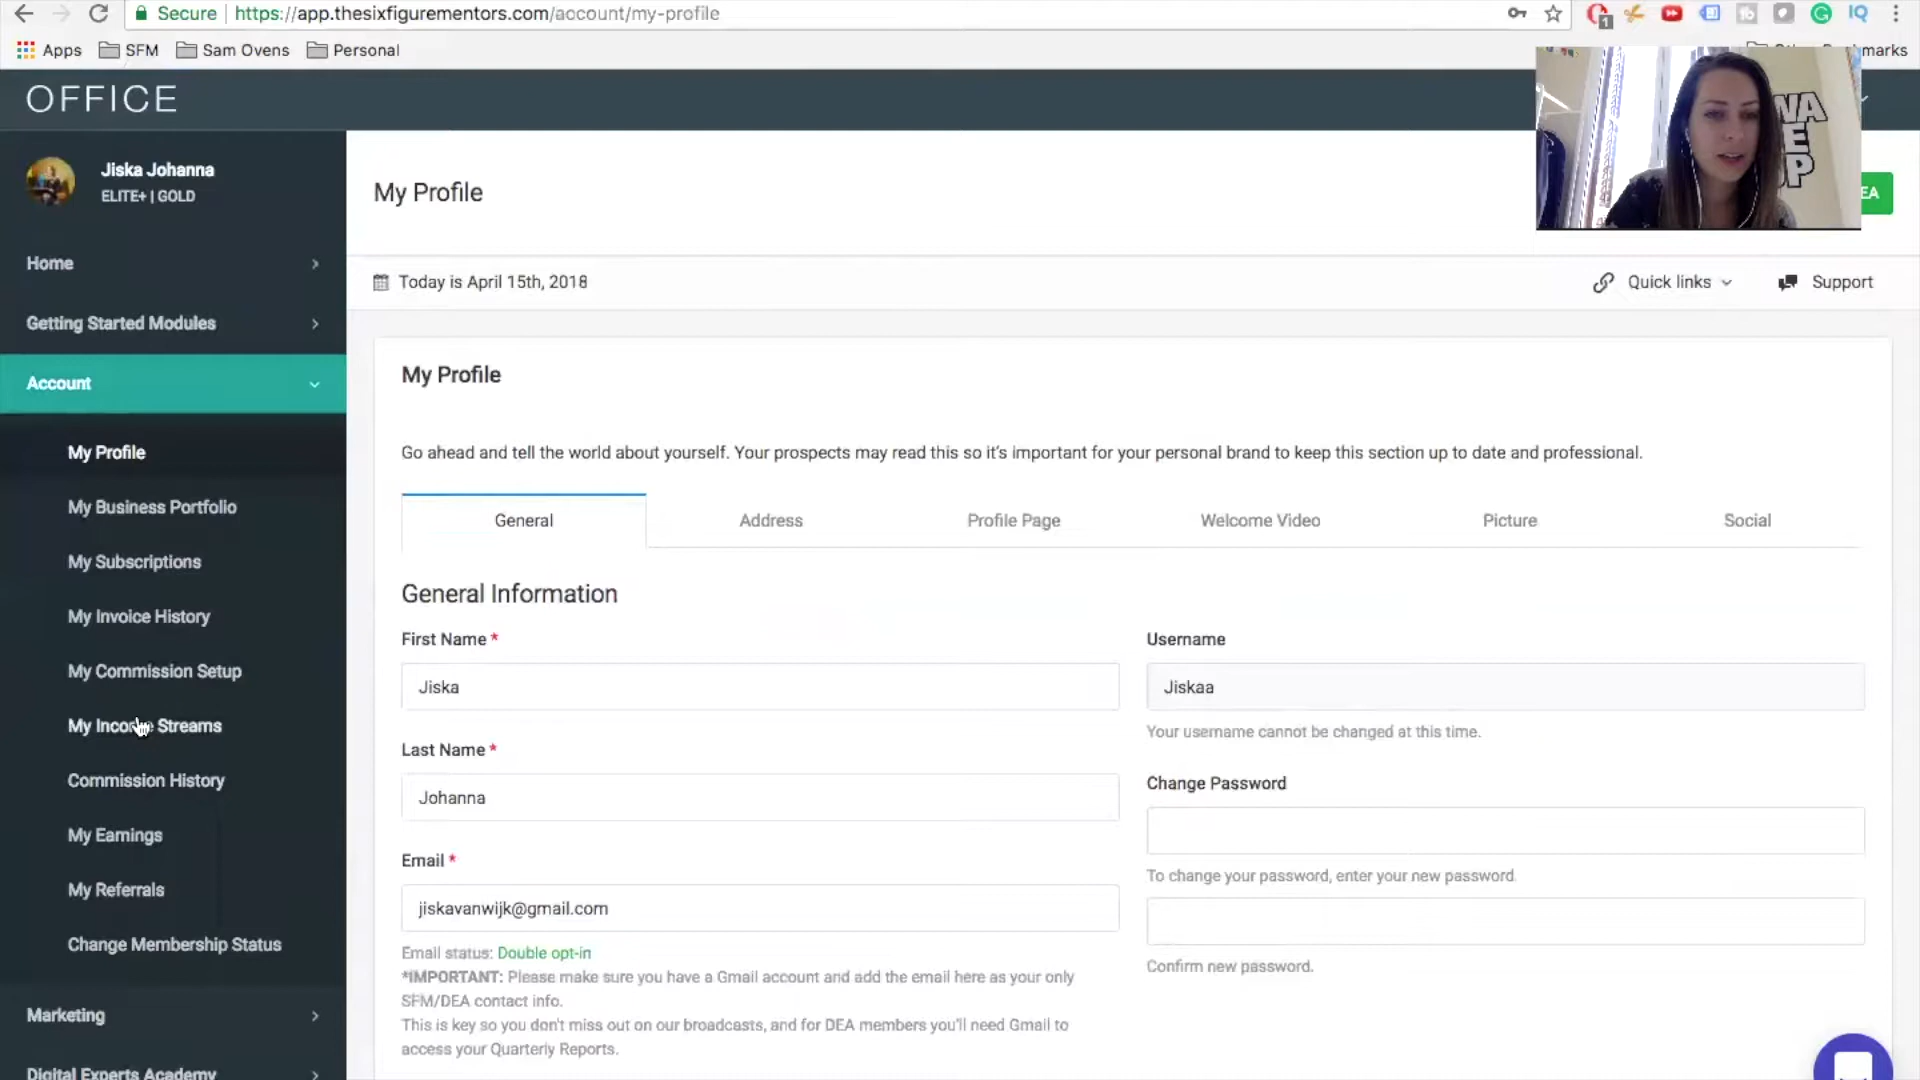 Secure https://app.thesixfigurementors.com/account/my-profile
1
Apps SFM Sam Ovens Personal
OFFICE
Jiska Johanna
ELITE+ | GOLD
Home
Getting Started Modules
Account
My Profile
My Business Portfolio
My Subscriptions
My Invoice History
My Commission Setup
My Income Streams
Commission History
My Earnings
My Referrals
Change Membership Status
Marketing
Digital Experts Academy
My Profile
Today is April 15th, 2018
Quick links
Support
My Profile
Go ahead and tell the world about yourself. Your prospects may read this so it's important for your personal brand to keep this section up to date and professional.
General Address Profile Page Welcome Video Picture Social
General Information
First Name *
Jiska
Last Name *
Johanna
Email *
jiskavanwijk@gmail.com
Email status: Double opt-in
*IMPORTANT: Please make sure you have a Gmail account and add the email here as your only
SFM/DEA contact info.
This is key so you don't miss out on our broadcasts, and for DEA members you'll need Gmail to
access your Quarterly Reports.
Username
Jiskaa
Your username cannot be changed at this time.
Change Password
To change your password, enter your new password.
Confirm new password.